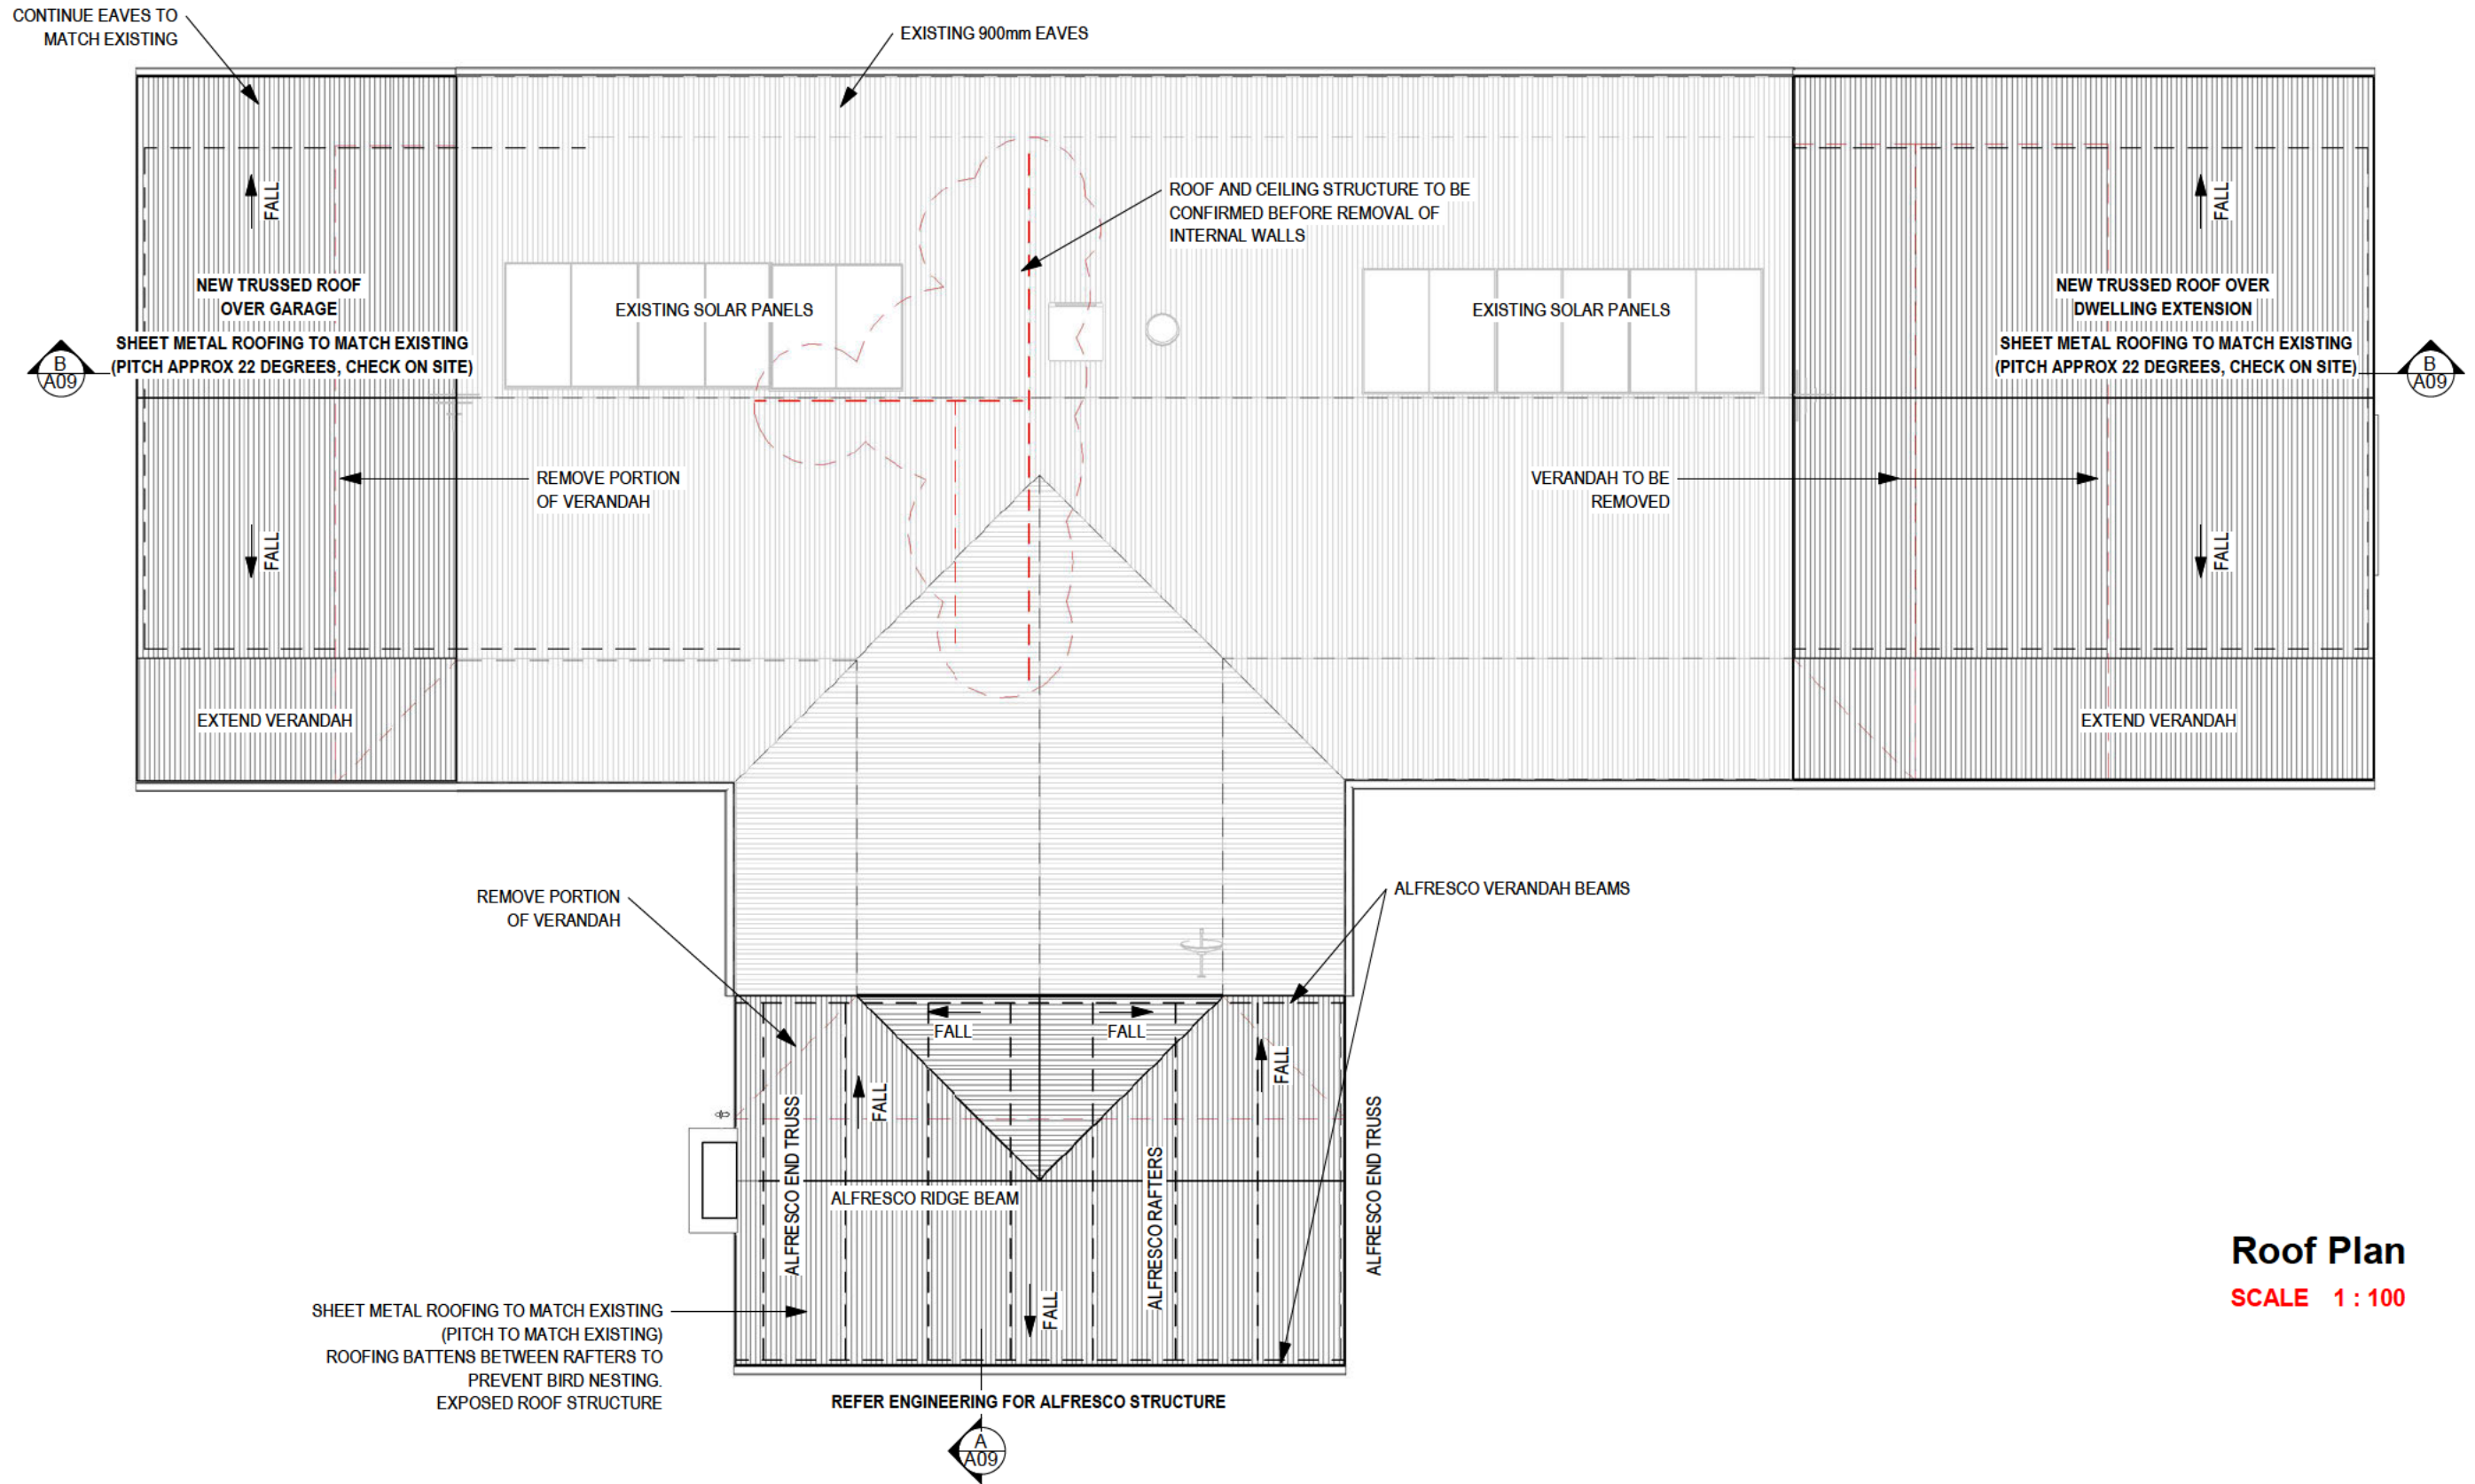 CONTINUE EAVES TO
MATCH EXISTING
EXISTING 900mm EAVES
ROOF AND CEILING STRUCTURE TO BE
CONFIRMED BEFORE REMOVAL OF
INTERNAL WALLS
FALL
FALL
NEW TRUSSED ROOF
OVER GARAGE
SHEET METAL ROOFING TO MATCH EXISTING
(PITCH APPROX 22 DEGREES, CHECK ON SITE)
EXISTING SOLAR PANELS
EXISTING SOLAR PANELS
NEW TRUSSED ROOF OVER
DWELLING EXTENSION
SHEET METAL ROOFING TO MATCH EXISTING
(PITCH APPROX 22 DEGREES, CHECK ON SITE)
B
A09
B
A09
REMOVE PORTION
OF VERANDAH
VERANDAH TO BE
REMOVED
FALL
FALL
EXTEND VERANDAH
EXTEND VERANDAH
REMOVE PORTION
OF VERANDAH
ALFRESCO VERANDAH BEAMS
FALL
FALL
FALL
FALL
ALFRESCO END TRUSS
ALFRESCO RIDGE BEAM
ALFRESCO RAFTERS
ALFRESCO END TRUSS
FALL
SHEET METAL ROOFING TO MATCH EXISTING
(PITCH TO MATCH EXISTING)
ROOFING BATTENS BETWEEN RAFTERS TO
PREVENT BIRD NESTING.
EXPOSED ROOF STRUCTURE
REFER ENGINEERING FOR ALFRESCO STRUCTURE
A
A09
Roof Plan
SCALE 1 : 100